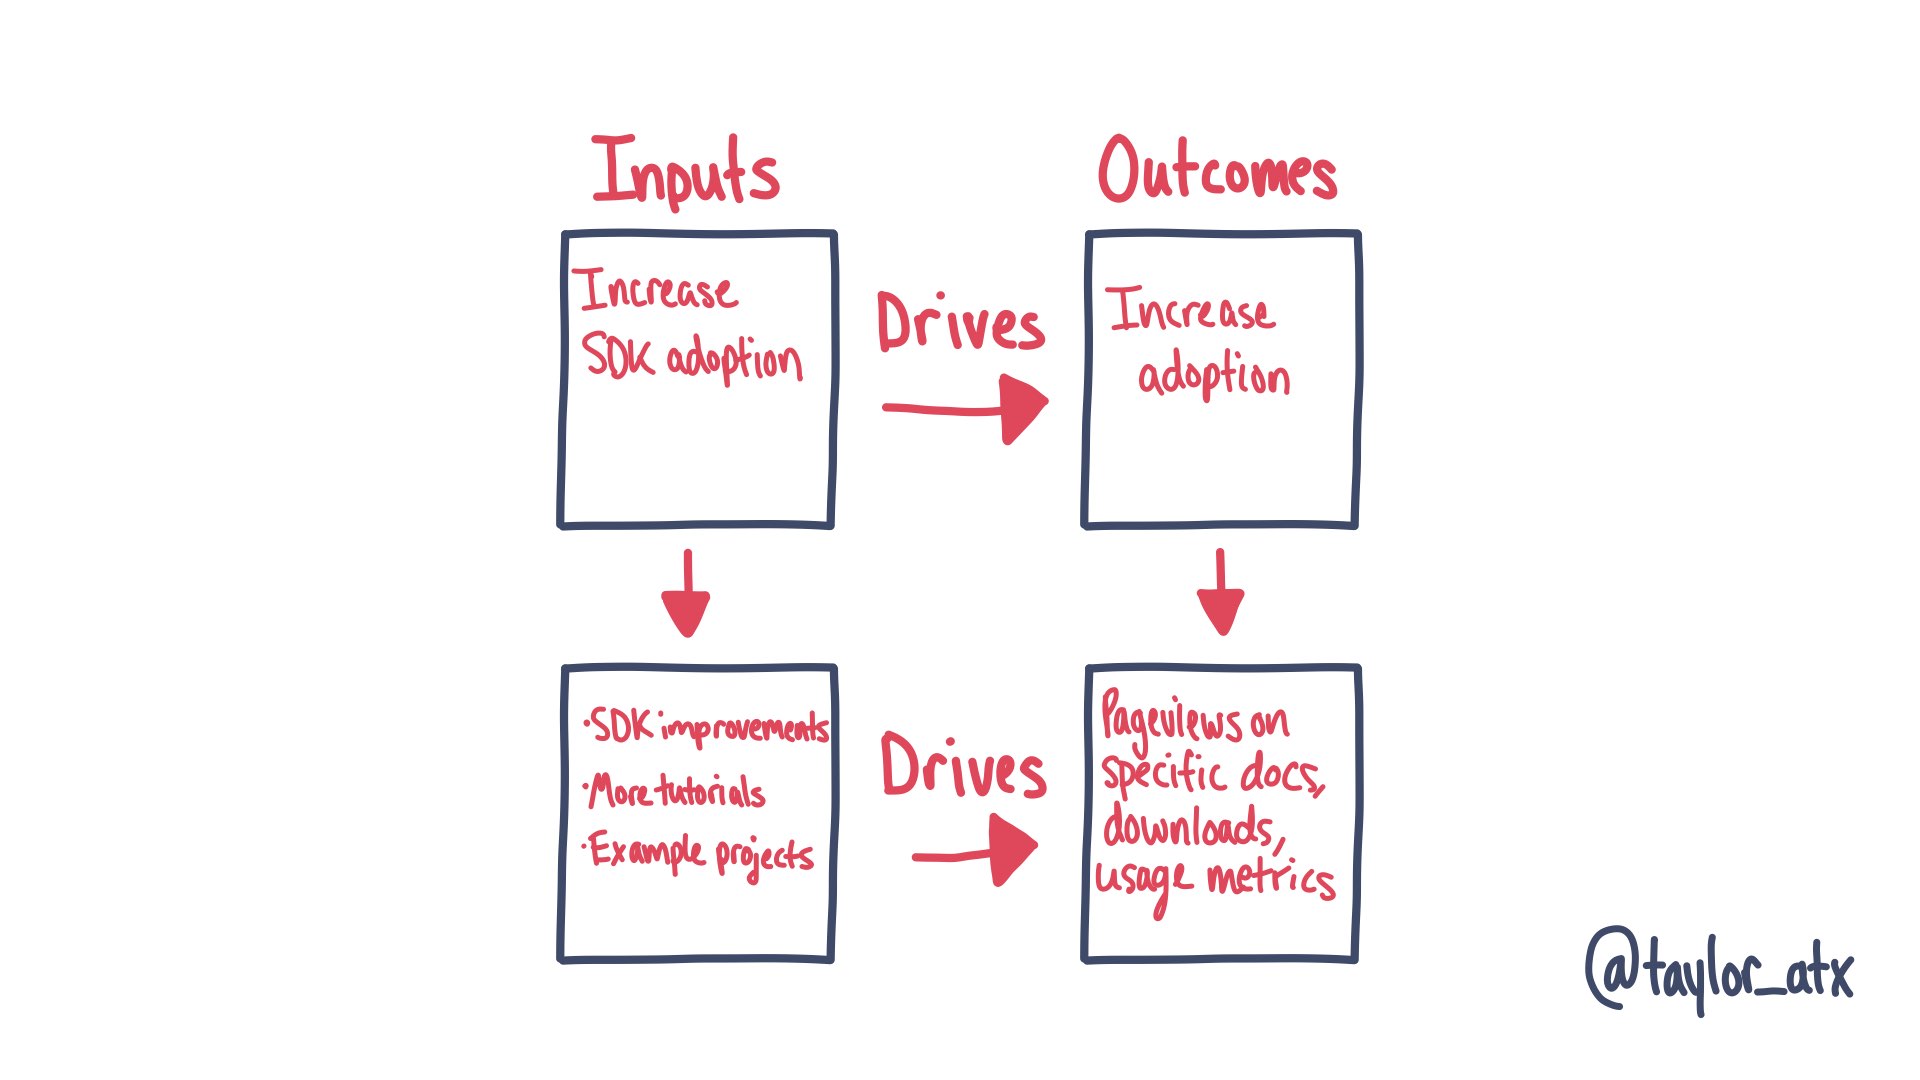 Inputs
Outcomes
Increase
SDK adoption
Drives
Increase
adoption
·SDK improvements
·More tutorials
·Example projects
Drives
Pageviews on
specific docs,
downloads,
usage metrics
@taylor_atx